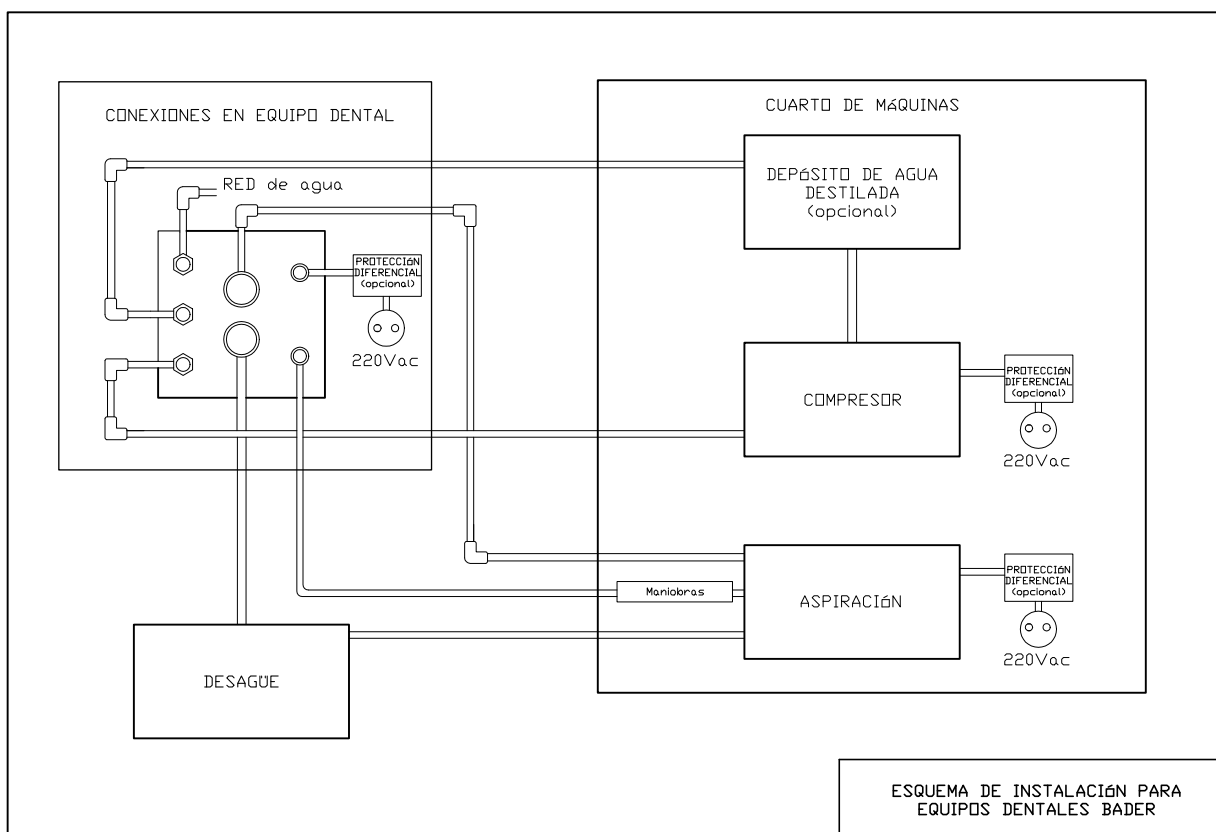 CONEXIONES EN EQUIPO DENTAL
RED de agua
PROTECCIóN
DIFERENCIAL
(opcional)
220Vac
CUARTO DE MáQUINAS
DEPóSITO DE AGUA
DESTILADA
(opcional)
COMPRESOR
PROTECCIóN
DIFERENCIAL
(opcional)
220Vac
Maniobras
ASPIRACIóN
PROTECCIóN
DIFERENCIAL
(opcional)
220Vac
DESAGüE
ESQUEMA DE INSTALACIóN PARA
EQUIPOS DENTALES BADER